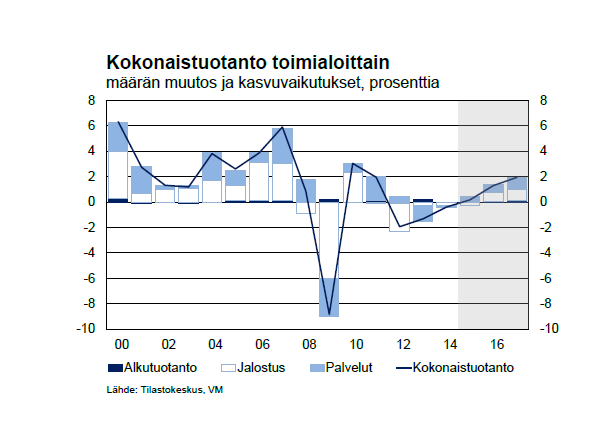 Kokonaistuotanto toimialoittain
määrän muutos ja kasvuvaikutukset, prosenttia
8 8
6 6
4 4
2 2
0 0
-2 -2
-4 -4
-6 -6
-8 -8
-10 -10
00 02 04 06 08 10 12 14 16
Alkutuotanto Jalostus Palvelut Kokonaistuotanto
Lähde: Tilastokeskus, VM